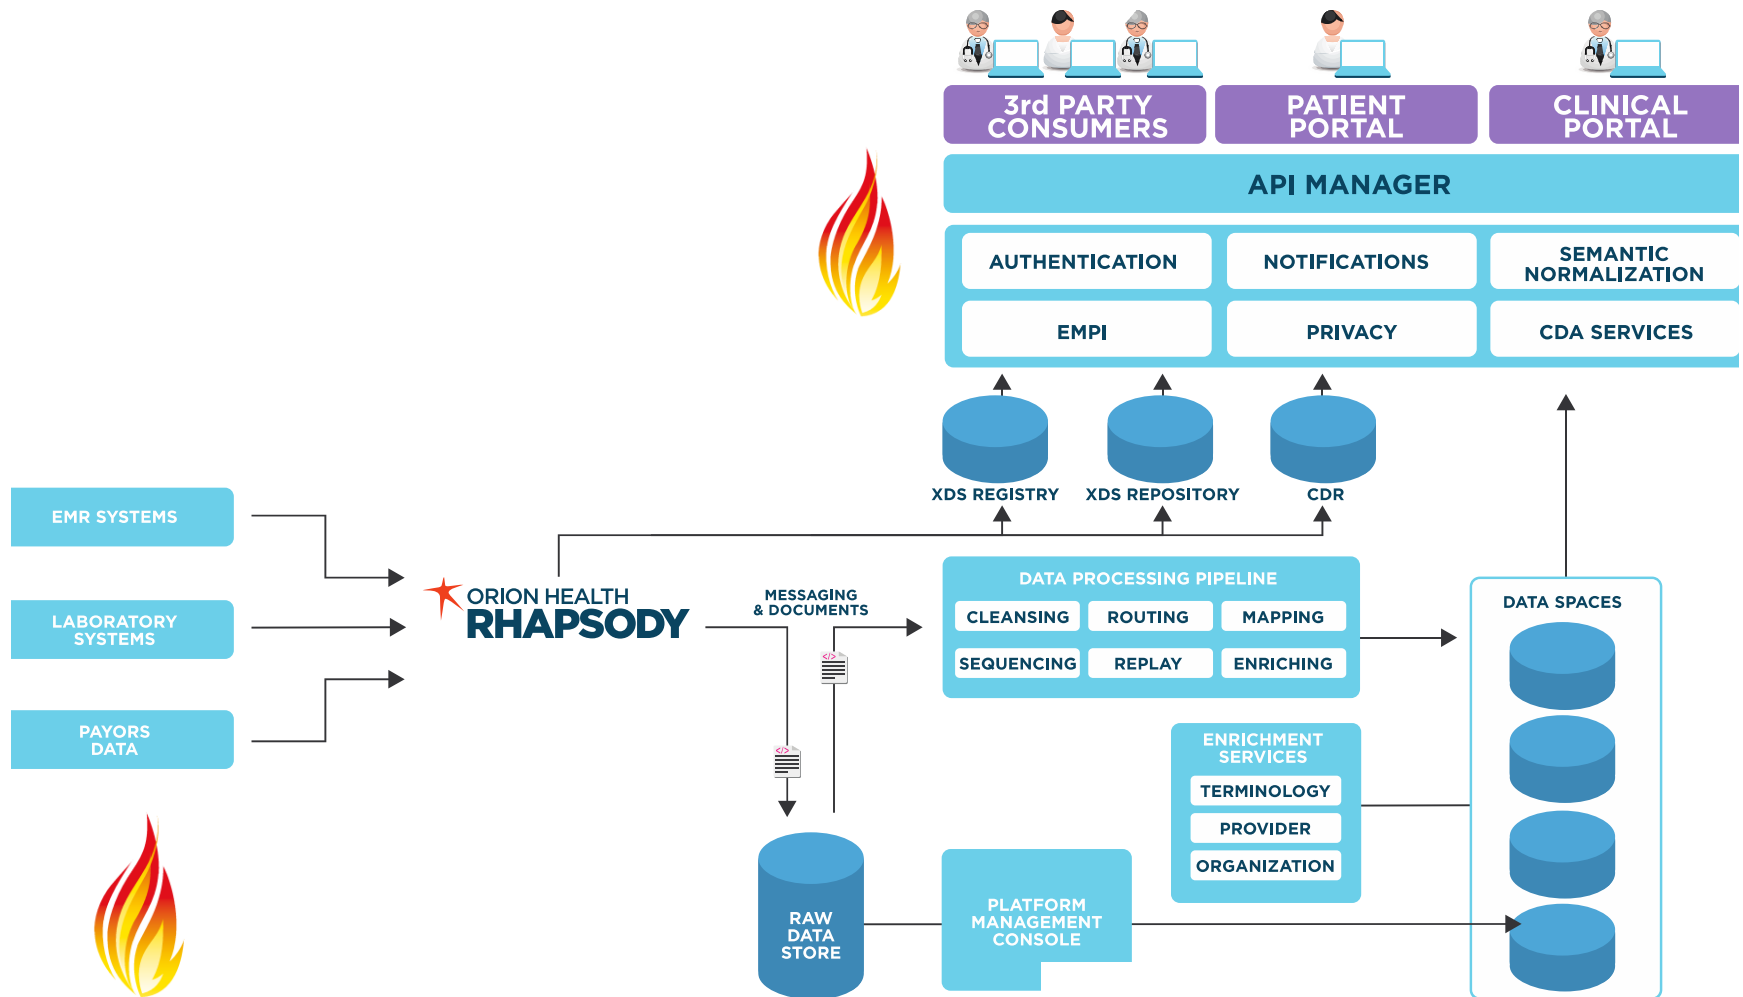 3rd PARTY
CONSUMERS
PATIENT
PORTAL
CLINICAL
PORTAL
API MANAGER
AUTHENTICATION
NOTIFICATIONS
SEMANTIC
NORMALIZATION
EMPI
PRIVACY
CDA SERVICES
XDS REGISTRY
XDS REPOSITORY
CDR
EMR SYSTEMS
LABORATORY
SYSTEMS
PAYORS
DATA
ORION HEALTH
RHAPSODY
MESSAGING
& DOCUMENTS
</>
</>
DATA PROCESSING PIPELINE
CLEANSING
ROUTING
MAPPING
SEQUENCING
REPLAY
ENRICHING
DATA SPACES
ENRICHMENT
SERVICES
TERMINOLOGY
PROVIDER
ORGANIZATION
RAW
DATA
STORE
PLATFORM
MANAGEMENT
CONSOLE